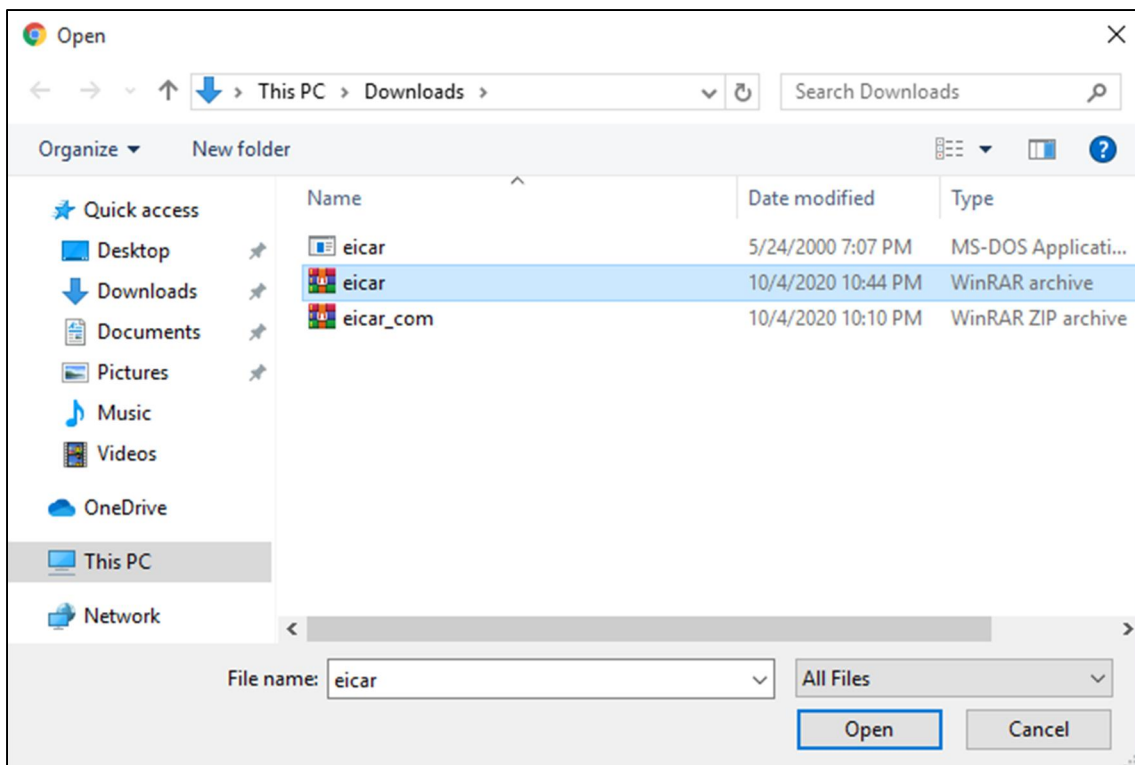 Open
This PC > Downloads >
Search Downloads
Organize
New folder
Quick access
Desktop
Downloads
Documents
Pictures
Music
Videos
OneDrive
This PC
Network
Name Date modified Type
eicar 5/24/2000 7:07 PM MS-DOS Applicati...
eicar 10/4/2020 10:44 PM WinRAR archive
eicar_com 10/4/2020 10:10 PM WinRAR ZIP archive
File name: eicar All Files
Open Cancel